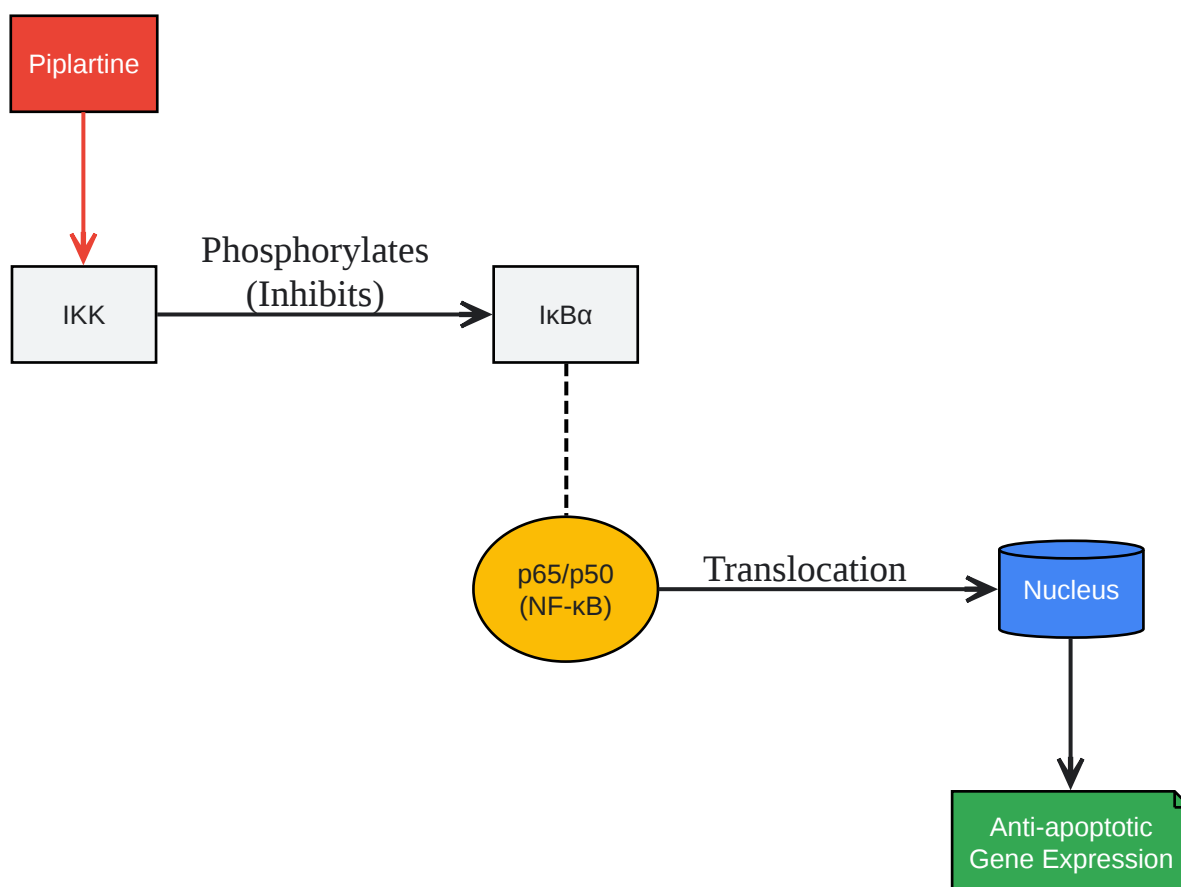 Piplartine
Phosphorylates
(Inhibits)
IKK
IκBα
p65/p50
(NF-κB)
Translocation
Nucleus
Anti-apoptotic
Gene Expression